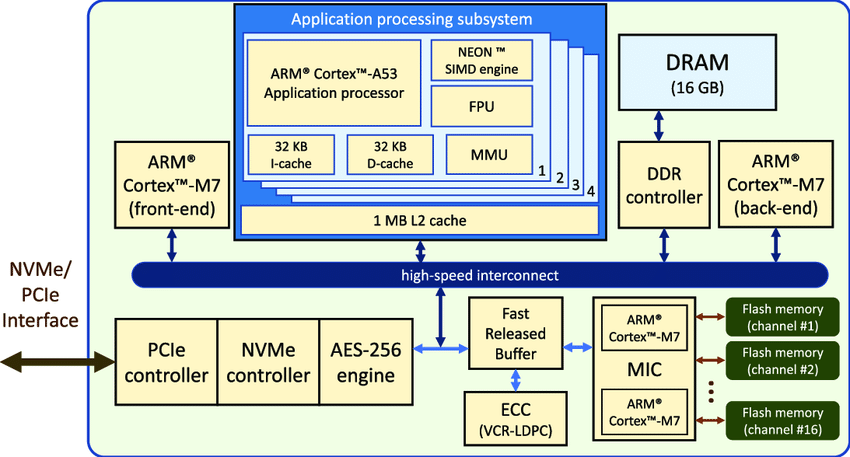 Application processing subsystem
ARM® Cortex™-A53
Application processor
NEON ™
SIMD engine
FPU
32 KB
I-cache
32 KB
D-cache
MMU
1
2
3
4
1 MB L2 cache
DRAM
(16 GB)
ARM®
Cortex™-M7
(front-end)
DDR
controller
ARM®
Cortex™-M7
(back-end)
high-speed interconnect
NVMe/
PCIe
Interface
PCIe
controller
NVMe
controller
AES-256
engine
Fast
Released
Buffer
ECC
(VCR-LDPC)
ARM®
Cortex™-M7
MIC
ARM®
Cortex™-M7
Flash memory
(channel #1)
Flash memory
(channel #2)
Flash memory
(channel #16)